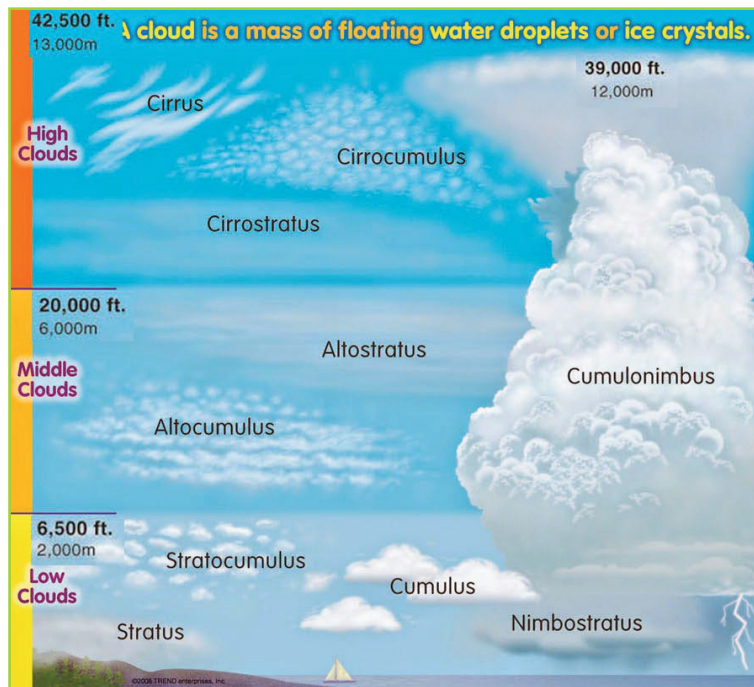 A cloud is a mass of floating water droplets or ice crystals.
42,500 ft.
13,000m
39,000 ft.
12,000m
Cirrus
High
Clouds
Cirrocumulus
Cirrostratus
20,000 ft.
6,000m
Altostratus
Middle
Clouds
Cumulonimbus
Altocumulus
6,500 ft.
2,000m
Stratocumulus
Low
Clouds
Cumulus
Stratus
Nimbostratus
©2008 TREND enterprises, Inc.